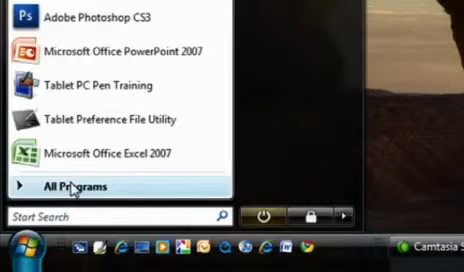 Ps Adobe Photoshop CS3
Microsoft Office PowerPoint 2007
Tablet PC Pen Training
Tablet Preference File Utility
Microsoft Office Excel 2007
All Programs
Start Search
Camtasia S